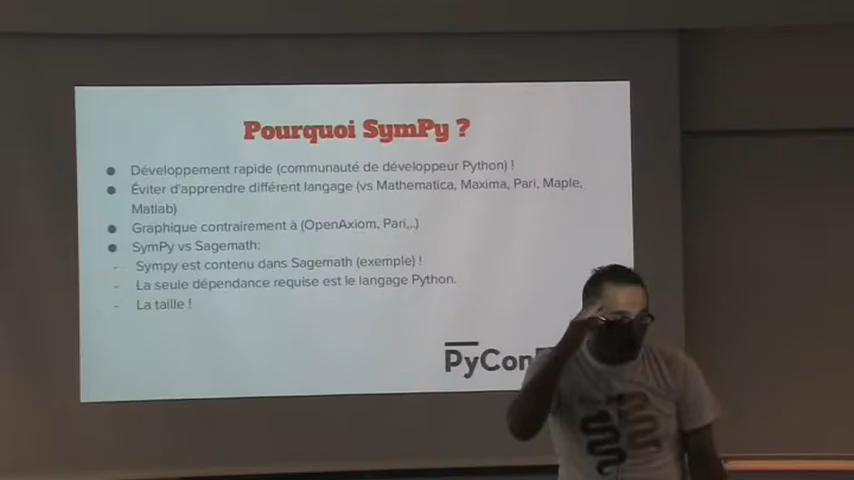 Pourquoi SymPy ?
Développement rapide (communauté de développeur Python) !
Éviter d'apprendre différent langage (vs Mathematica, Maxima, Pari, Maple,
Matlab)
Graphique contrairement à (OpenAxiom, Pari,..)
SymPy vs Sagemath:
- Sympy est contenu dans Sagemath (exemple) !
- La seule dépendance requise est le langage Python.
- La taille !
PyCon